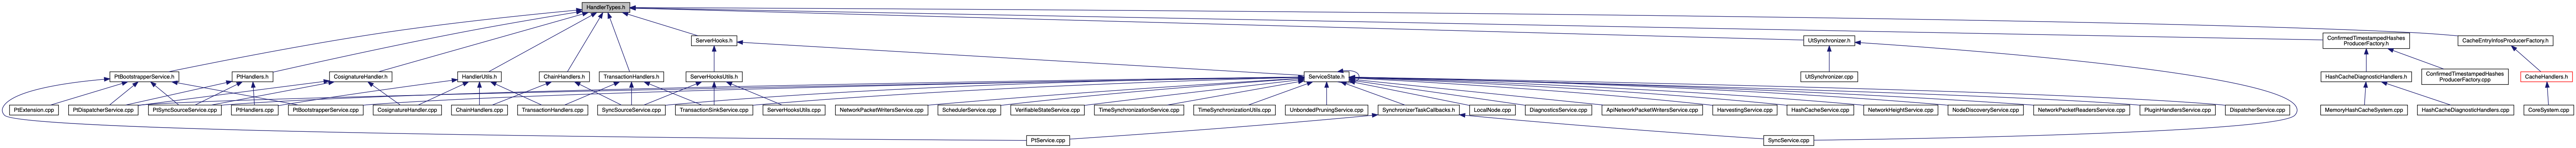 HandlerTypes.h
ServerHooks.h
UtSynchronizer.h
ConfirmedTimestampedHashes
ProducerFactory.h
CacheEntryInfosProducerFactory.h
PtBootstrapperService.h
PtHandlers.h
CosignatureHandler.h
HandlerUtils.h
ChainHandlers.h
TransactionHandlers.h
ServerHooksUtils.h
ServiceState.h
UtSynchronizer.cpp
HashCacheDiagnosticHandlers.h
ConfirmedTimestampedHashes
ProducerFactory.cpp
CacheHandlers.h
PtExtension.cpp
PtDispatcherService.cpp
PtSyncSourceService.cpp
PtHandlers.cpp
PtBootstrapperService.cpp
CosignatureHandler.cpp
ChainHandlers.cpp
TransactionHandlers.cpp
SyncSourceService.cpp
TransactionSinkService.cpp
ServerHooksUtils.cpp
NetworkPacketWritersService.cpp
SchedulerService.cpp
VerifiableStateService.cpp
TimeSynchronizationService.cpp
TimeSynchronizationUtils.cpp
UnbondedPruningService.cpp
SynchronizerTaskCallbacks.h
LocalNode.cpp
DiagnosticsService.cpp
ApiNetworkPacketWritersService.cpp
HarvestingService.cpp
HashCacheService.cpp
NetworkHeightService.cpp
NodeDiscoveryService.cpp
NetworkPacketReadersService.cpp
PluginHandlersService.cpp
DispatcherService.cpp
MemoryHashCacheSystem.cpp
HashCacheDiagnosticHandlers.cpp
CoreSystem.cpp
PtService.cpp
SyncService.cpp